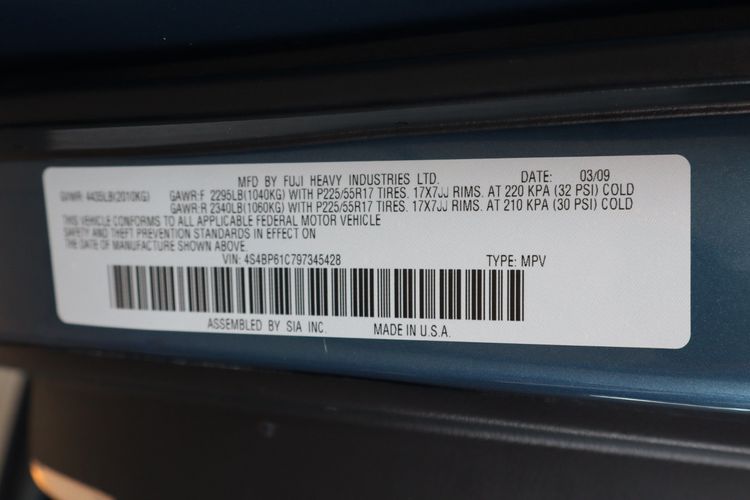 MFD BY FUJI HEAVY INDUSTRIES LTD. DATE: 03/09
GVWR: 4435LB(2010KG) GAWR:F 2295LB(1040KG) WITH P225/55R17 TIRES. 17X7JJ RIMS. AT 220 KPA (32 PSI) COLD
GAWR:R 2340LB(1060KG) WITH P225/55R17 TIRES. 17X7JJ RIMS. AT 210 KPA (30 PSI) COLD
THIS VEHICLE CONFORMS TO ALL APPLICABLE FEDERAL MOTOR VEHICLE
SAFETY AND THEFT PREVENTION STANDARDS IN EFFECT ON
THE DATE OF MANUFACTURE SHOWN ABOVE.
VIN: 4S4BP61C797345428 TYPE: MPV
ASSEMBLED BY SIA INC. MADE IN U.S.A.